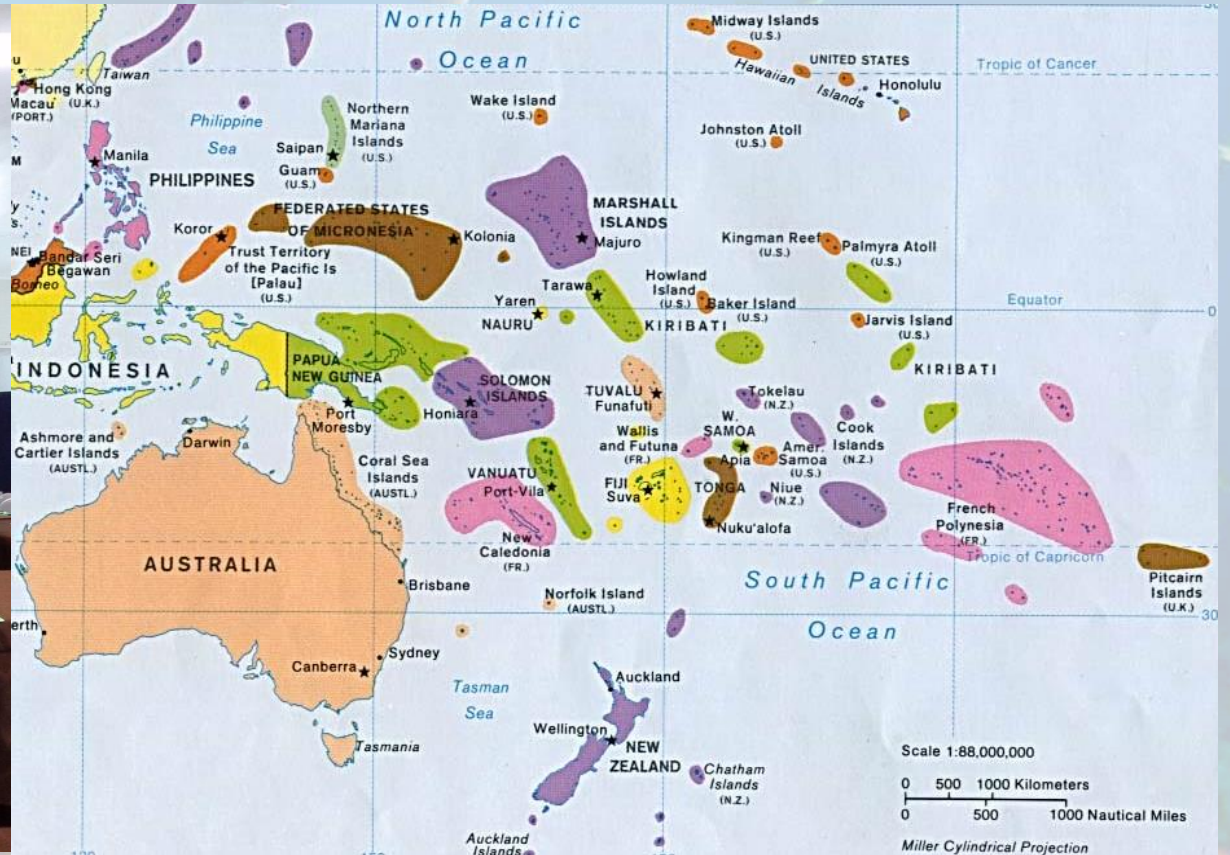 North Pacific
Ocean
Midway Islands
(U.S.)
UNITED STATES
Hawaiian
Islands
Honolulu
Tropic of Cancer
Taiwan
Hong Kong
(U.K.)
Macau
(PORT.)
Philippine
Sea
Northern
Mariana
Islands
(U.S.)
Saipan
Guam
(U.S.)
Wake Island
(U.S.)
Johnston Atoll
(U.S.)
Manila
PHILIPPINES
MARSHALL
ISLANDS
Majuro
FEDERATED STATES
OF MICRONESIA
Kolonia
Koror
Trust Territory
of the Pacific Is
[Palau]
(U.S.)
Kingman Reef
(U.S.)
Palmyra Atoll
(U.S.)
NEI
Bandar Seri
Begawan
Borneo
Tarawa
Howland
Island
(U.S.)
Baker Island
(U.S.)
Yaren
NAURU
KIRIBATI
Equator
0
Jarvis Island
(U.S.)
KIRIBATI
INDONESIA
PAPUA
NEW GUINEA
Port
Moresby
SOLOMON
ISLANDS
Honiara
TUVALU
Funafuti
Tokelau
(N.Z.)
Cook
Islands
(N.Z.)
W.
SAMOA
Apia
Amer.
Samoa
(U.S.)
Wallis
and Futuna
(FR.)
Ashmore and
Cartier Islands
(AUSTL.)
Darwin
Coral Sea
Islands
(AUSTL.)
VANUATU
Port-Vila
FIJI
Suva
TONGA
Nuku'alofa
Niue
(N.Z.)
French
Polynesia
(FR.)
New
Caledonia
(FR.)
Tropic of Capricorn
AUSTRALIA
Brisbane
Norfolk Island
(AUSTL.)
South Pacific
Ocean
Pitcairn
Islands
(U.K.)
30
erth
Canberra
Sydney
Tasman
Sea
Auckland
Wellington
NEW
ZEALAND
Tasmania
Chatham
Islands
(N.Z.)
Auckland
Islands
Scale 1:88,000,000
0 500 1000 Kilometers
0 500 1000 Nautical Miles
Miller Cylindrical Projection